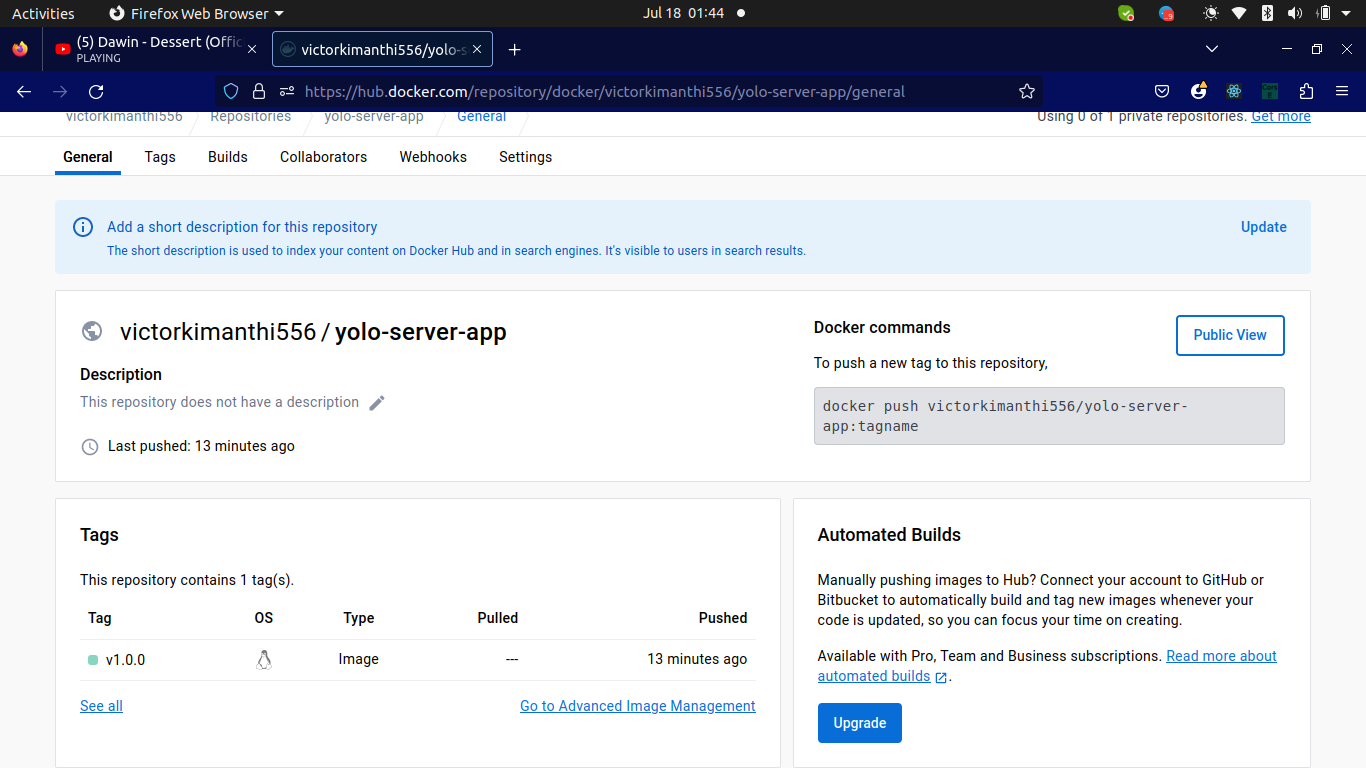 Activities
Firefox Web Browser
Jul 18 01:44
9
(5) Dawin - Dessert (Offic
PLAYING
victorkimanthi556/yolo-s
https://hub.docker.com/repository/docker/victorkimanthi556/yolo-server-app/general
victorkimanthi556
Repositories
yolo-server-app
General
Using 0 of 1 private repositories. Get more
General
Tags
Builds
Collaborators
Webhooks
Settings
Add a short description for this repository
Update
The short description is used to index your content on Docker Hub and in search engines. It's visible to users in search results.
victorkimanthi556 / yolo-server-app
Description
This repository does not have a description
Last pushed: 13 minutes ago
Docker commands
Public View
To push a new tag to this repository,
docker push victorkimanthi556/yolo-server-
app:tagname
Tags
This repository contains 1 tag(s).
Tag OS Type Pulled Pushed
v1.0.0 Image --- 13 minutes ago
See all
Go to Advanced Image Management
Automated Builds
Manually pushing images to Hub? Connect your account to GitHub or
Bitbucket to automatically build and tag new images whenever your
code is updated, so you can focus your time on creating.
Available with Pro, Team and Business subscriptions. Read more about
automated builds .
Upgrade